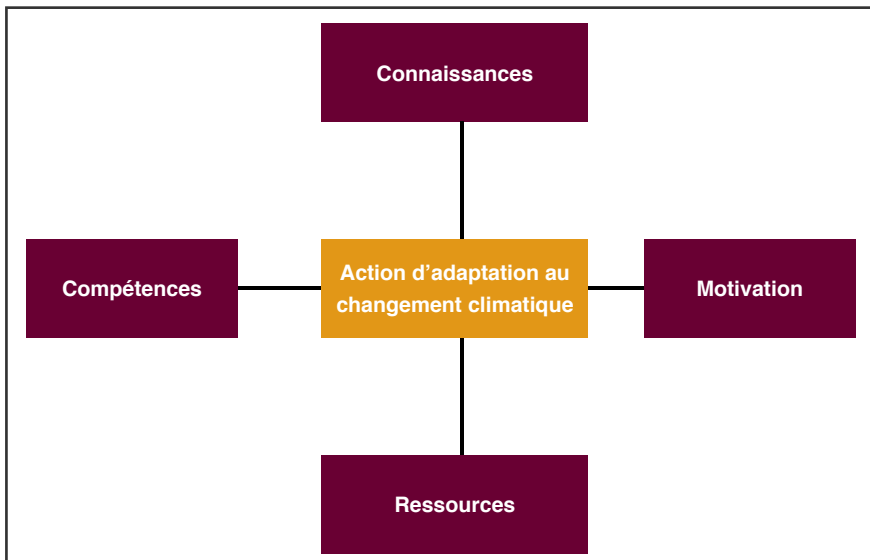 Connaissances
Compétences
Action d’adaptation au
changement climatique
Motivation
Ressources